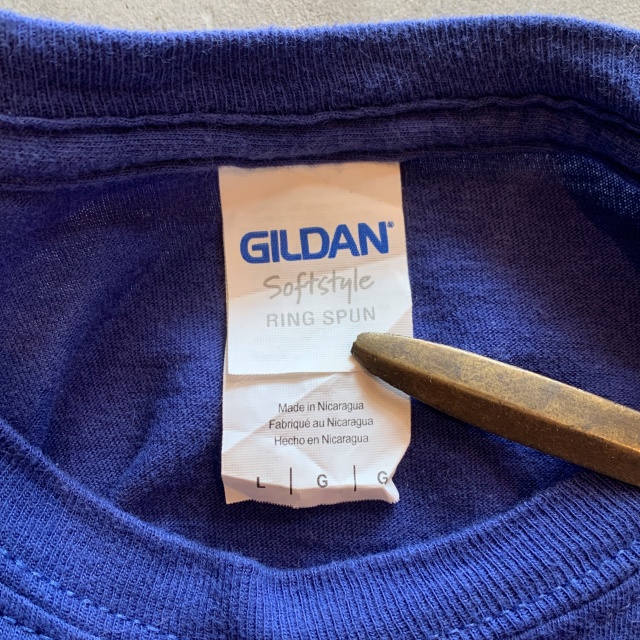 GILDAN®
Softstyle
RING SPUN
Made in Nicaragua
Fabriqué au Nicaragua
Hecho en Nicaragua
L | G | G